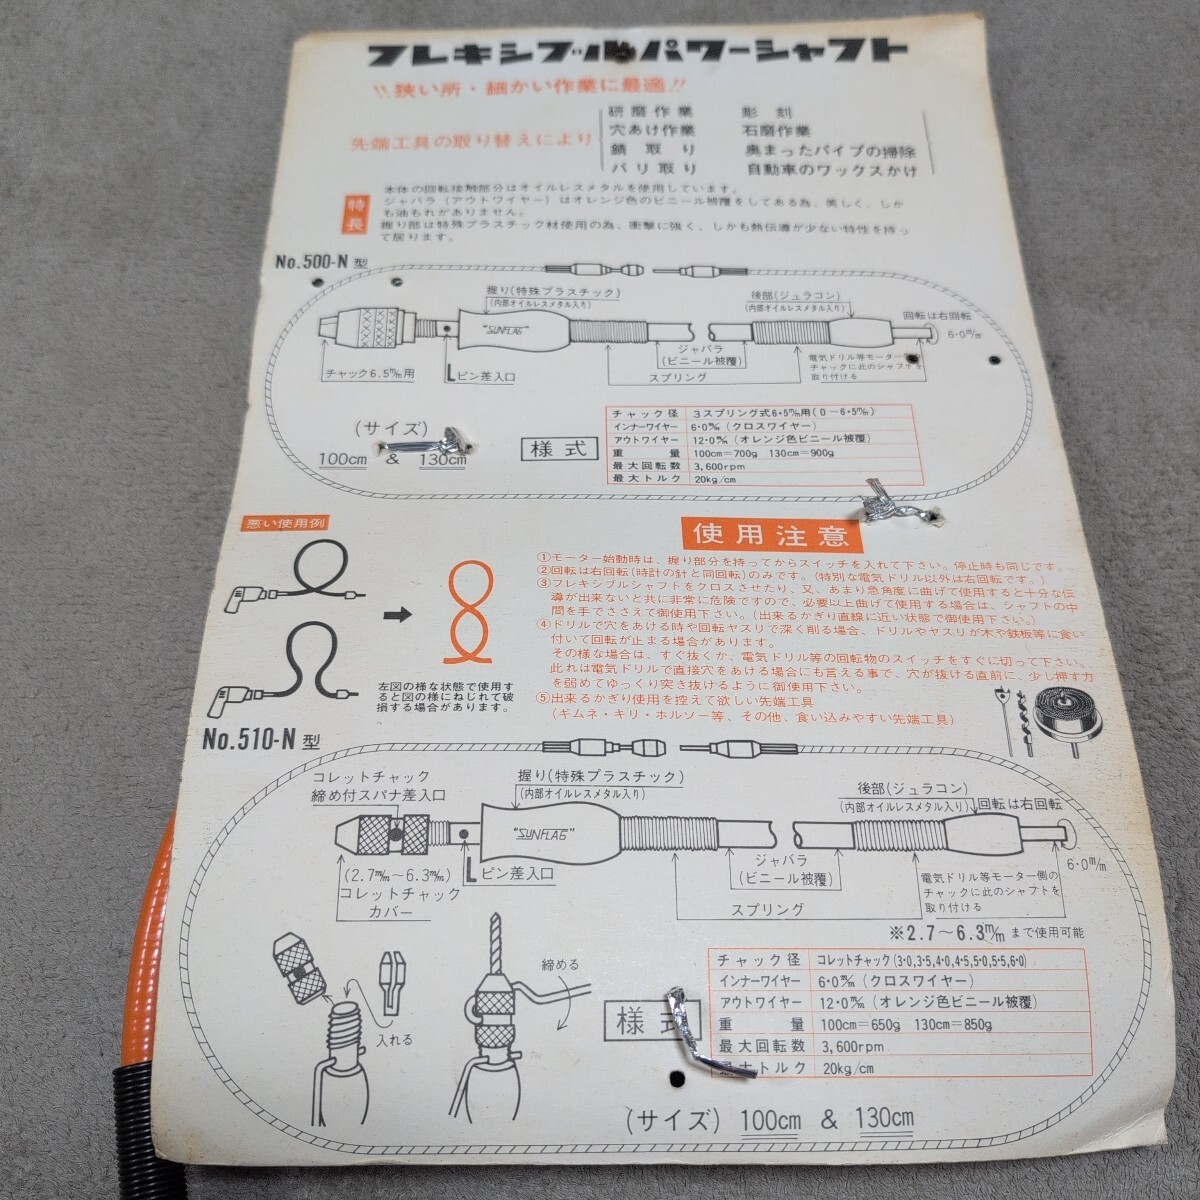 フレキシブルパワーシャフト
!!狭い所・細かい作業に最適!!
先端工具の取り替えにより
研磨作業 彫刻
穴あけ作業 石磨作業
錆取り 奥まったパイプの掃除
バリ取り 自動車のワックスかけ
特長
本体の回転接触部分はオイルレスメタルを使用しています。
ジャバラ(アウトワイヤー)はオレンジ色のビニール被覆をしてある為、美しく、しか
も油もれがありません。
握り部は特殊プラスチック材使用の為、衝撃に強く、しかも熱伝導が少ない特性を持っ
て居ります。
No.500-N型
握り(特殊プラスチック)
(内部オイルレスメタル入り)
後部(ジュラコン)
(内部オイルレスメタル入り)
回転は右回転
6・0m/m
"SUNFLAG"
チャック6.5m/m用
Lピン差入口
ジャバラ
(ビニール被覆)
スプリング
電気ドリル等モーター
チャックに此のシャフトを
取り付ける
(サイズ)
100cm & 130cm
様式
チャック径 3スプリング式6・5m/m用(0〜6・5m/m)
インナーワイヤー 6・0m/m(クロスワイヤー)
アウトワイヤー 12・0m/m(オレンジ色ビニール被覆)
重量 100cm=700g 130cm=900g
最大回転数 3,600rpm
最大トルク 20kg/cm
悪い使用例
左図の様な状態で使用す
ると図の様にねじれて破
損する場合があります。
使用注意
①モーター始動時は、握り部分を持ってからスイッチを入れて下さい。停止時も同じです。
②回転は右回転(時計の針と同回転)のみです。(特別な電気ドリル以外は右回転です。)
③フレキシブルシャフトをクロスさせたり、又、あまり急角度に曲げて使用すると十分な伝
導が出来ないと共に非常に危険ですので、必要以上曲げて使用する場合は、シャフトの中
間を手でささえて御使用下さい。(出来るかぎり直線に近い状態で御使用下さい。)
④ドリルで穴をあける時や回転ヤスリで深く削る場合、ドリルやヤスリが木や鉄板等に食い
付いて回転が止まる場合があります。
その様な場合は、すぐ抜くか、電気ドリル等の回転物のスイッチをすぐに切って下さい。
此れは電気ドリルで直接穴をあける場合にも言える事で、穴が抜ける直前に、少し押す力
を弱めてゆっくり突き抜けるように御使用下さい。
⑤出来るかぎり使用を控えて欲しい先端工具
(ギムネ・キリ・ホルソー等、その他、食い込みやすい先端工具)
No.510-N型
コレットチャック
締め付スパナ差入口
握り(特殊プラスチック)
(内部オイルレスメタル入り)
後部(ジュラコン)
(内部オイルレスメタル入り)
回転は右回転
"SUNFLAG"
6・0m/m
(2.7m/m〜6.3m/m)
コレットチャック
カバー
Lピン差入口
ジャバラ
(ビニール被覆)
スプリング
電気ドリル等モーター側の
チャックに此のシャフトを
取り付ける
※2.7〜6.3m/mまで使用可能
締める
入れる
様式
チャック径 コレットチャック(3・0,3・5,4・0,4・5,5・0,5・5,6・0)
インナーワイヤー 6・0m/m(クロスワイヤー)
アウトワイヤー 12・0m/m(オレンジ色ビニール被覆)
重量 100cm=650g 130cm=850g
最大回転数 3,600rpm
最大トルク 20kg/cm
(サイズ) 100cm & 130cm